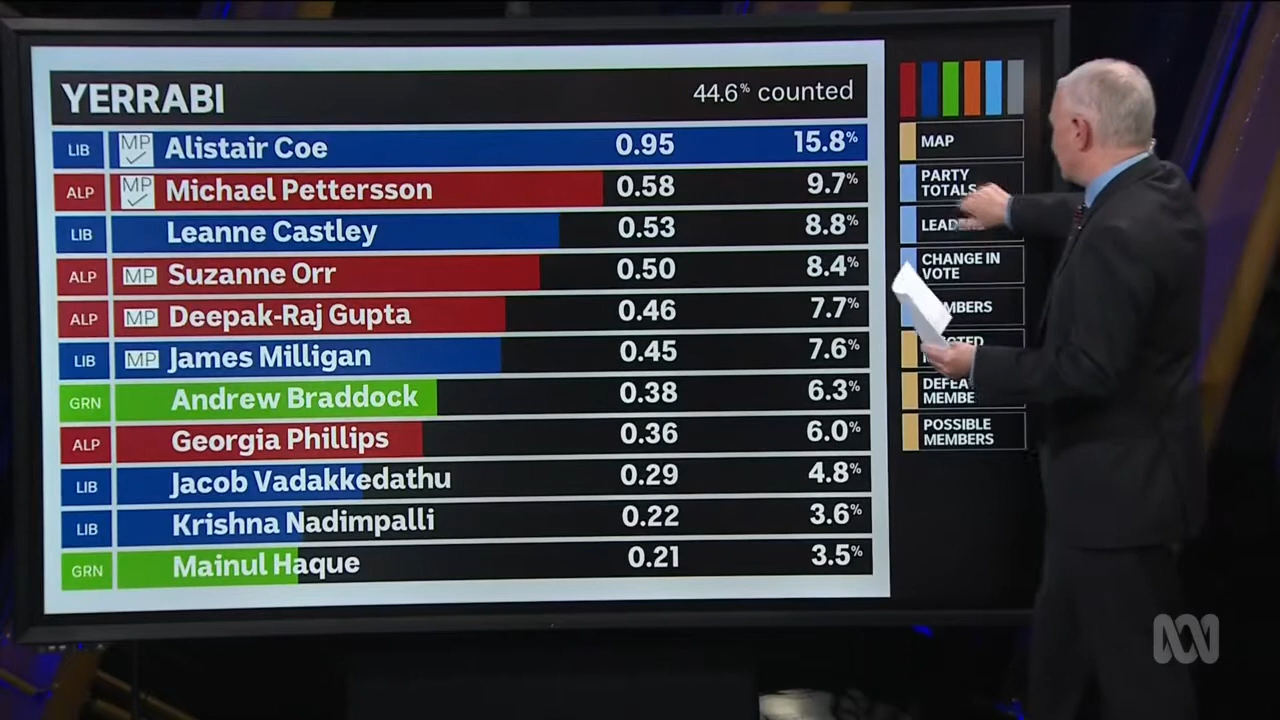 YERRABI 44.6% counted
LIB MP Alistair Coe 0.95 15.8%
ALP MP Michael Pettersson 0.58 9.7%
LIB Leanne Castley 0.53 8.8%
ALP MP Suzanne Orr 0.50 8.4%
ALP MP Deepak-Raj Gupta 0.46 7.7%
LIB MP James Milligan 0.45 7.6%
GRN Andrew Braddock 0.38 6.3%
ALP Georgia Phillips 0.36 6.0%
LIB Jacob Vadakkedathu 0.29 4.8%
LIB Krishna Nadimpalli 0.22 3.6%
GRN Mainul Haque 0.21 3.5%
MAP
PARTY
TOTALS
CHANGE IN
VOTE
POSSIBLE
MEMBERS